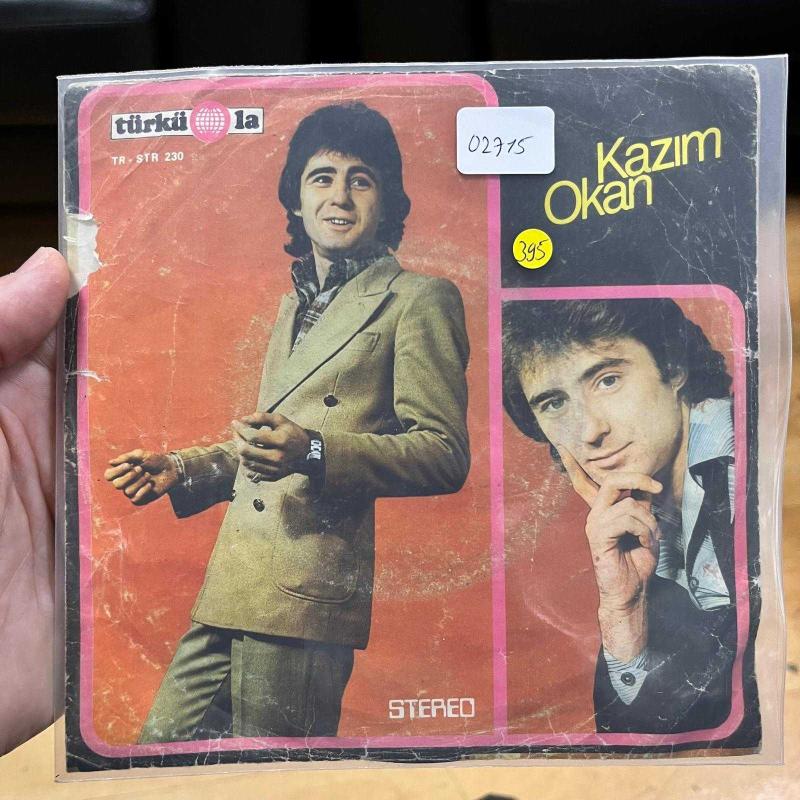 türkü la
TR - STR 230
02715
Kazım
Okan
395
STEREO